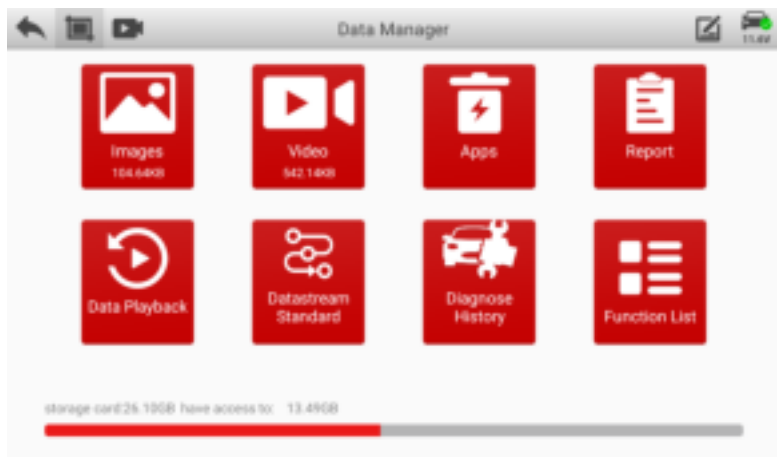 Data Manager
11.6V
Images
104.64KB
Video
542.14KB
Apps
Report
Data Playback
Datastream
Standard
Diagnose
History
Function List
storage card:26.10GB have access to: 13.49GB